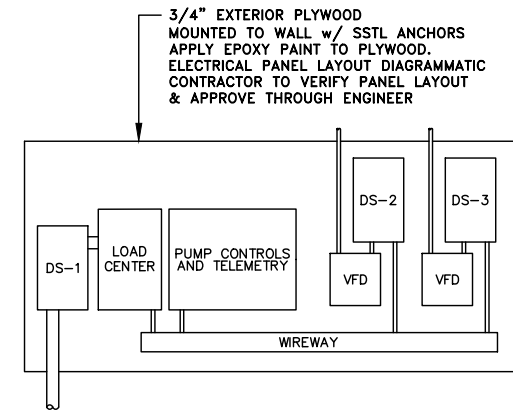 3/4" EXTERIOR PLYWOOD
MOUNTED TO WALL w/ SSTL ANCHORS
APPLY EPOXY PAINT TO PLYWOOD.
ELECTRICAL PANEL LAYOUT DIAGRAMMATIC
CONTRACTOR TO VERIFY PANEL LAYOUT
& APPROVE THROUGH ENGINEER
DS-1
LOAD
CENTER
PUMP CONTROLS
AND TELEMETRY
DS-2
VFD
DS-3
VFD
WIREWAY